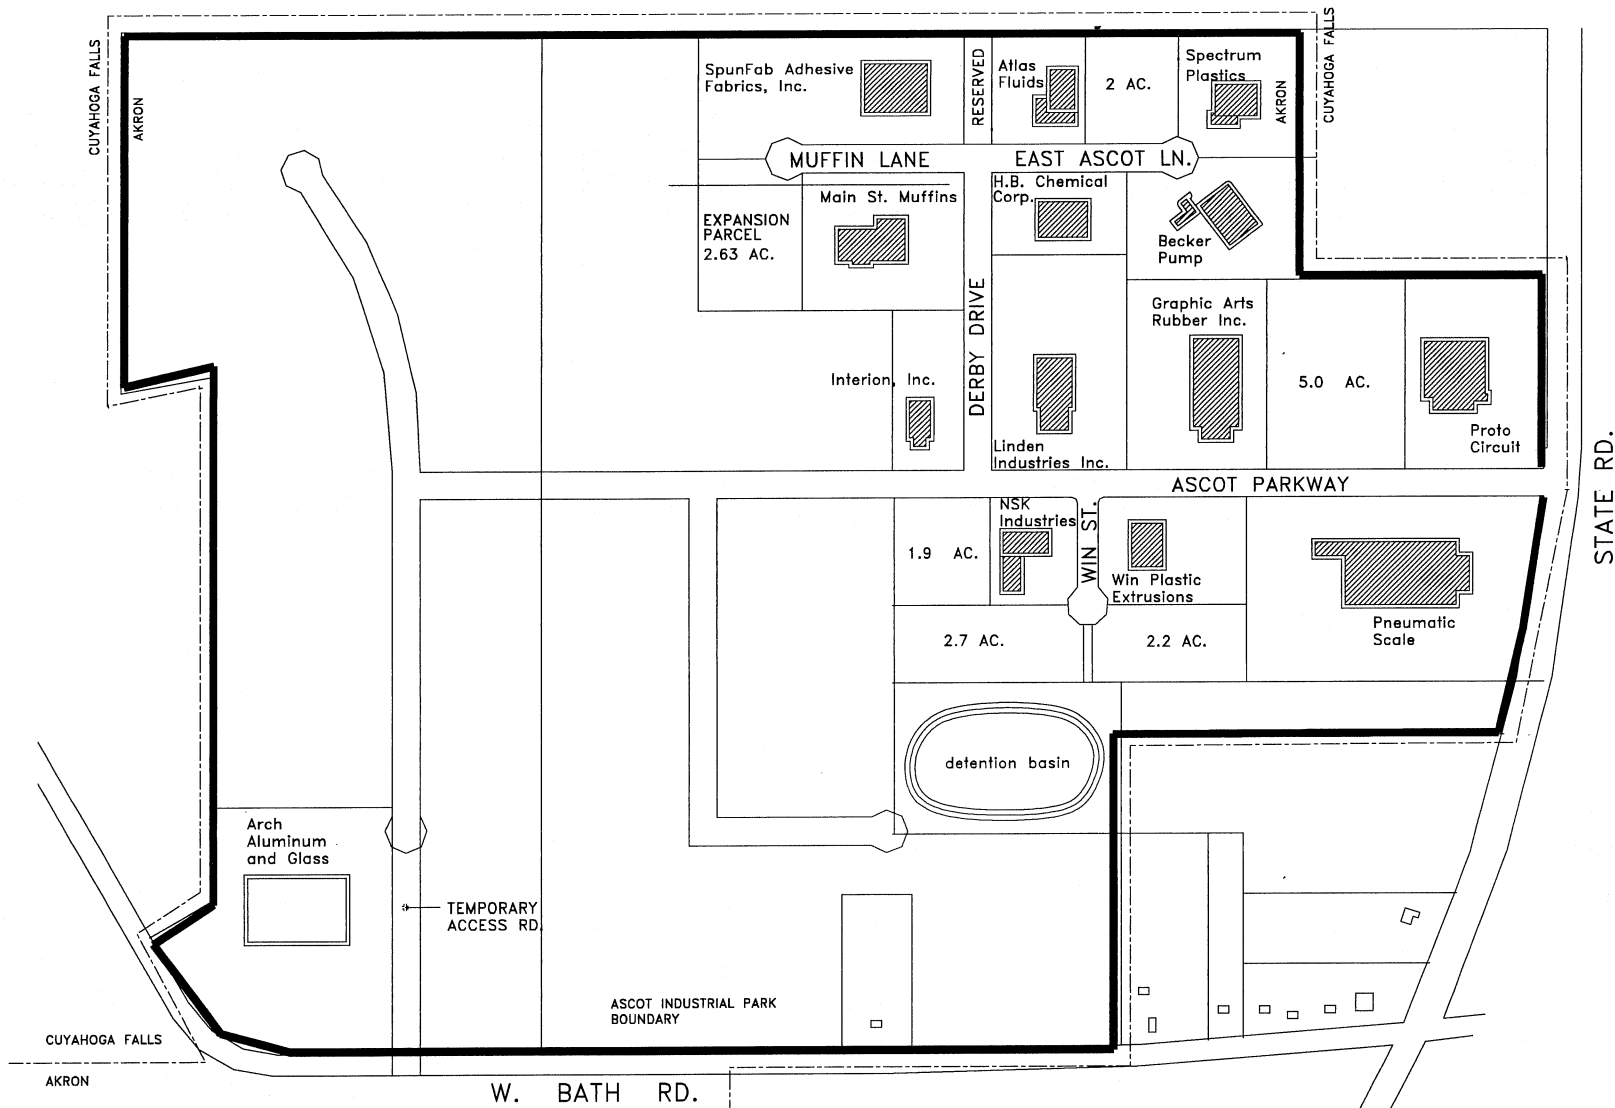 CUYAHOGA FALLS
AKRON
SpunFab Adhesive
Fabrics, Inc.
RESERVED
Atlas
Fluids
2 AC.
Spectrum
Plastics
AKRON
CUYAHOGA FALLS
MUFFIN LANE
EAST ASCOT LN.
EXPANSION
PARCEL
2.63 AC.
Main St. Muffins
H.B. Chemical
Corp.
Becker
Pump
DERBY DRIVE
Graphic Arts
Rubber Inc.
Interion, Inc.
5.0 AC.
Linden
Industries Inc.
Proto
Circuit
STATE RD.
ASCOT PARKWAY
NSK
Industries
WIN ST.
1.9 AC.
Win Plastic
Extrusions
Pneumatic
Scale
2.7 AC.
2.2 AC.
detention basin
Arch
Aluminum
and Glass
TEMPORARY
ACCESS RD.
ASCOT INDUSTRIAL PARK
BOUNDARY
CUYAHOGA FALLS
AKRON
W. BATH RD.